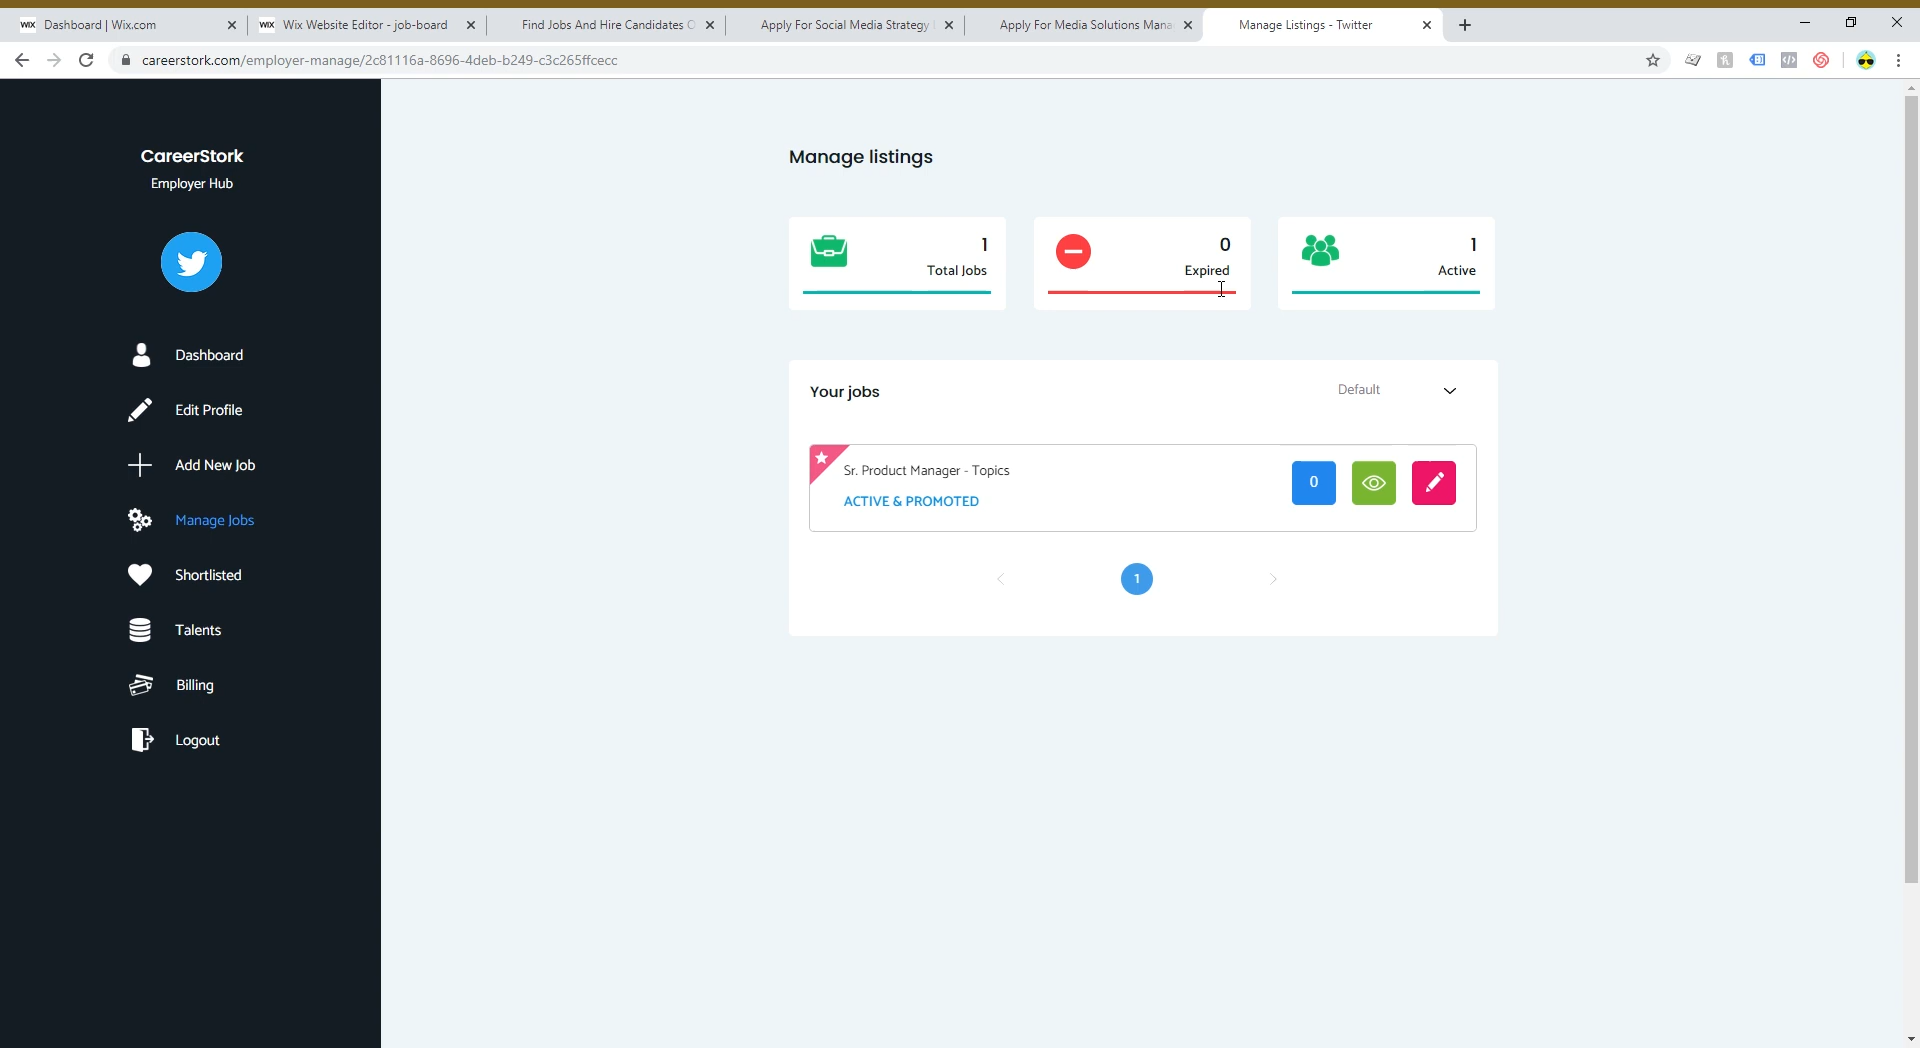 WIX Dashboard | Wix.com
WIX Wix Website Editor - job-board
Find Jobs And Hire Candidates O
Apply For Social Media Strategy
Apply For Media Solutions Mana
Manage Listings - Twitter
careerstork.com/employer-manage/2c81116a-8696-4deb-b249-c3c265ffcecc
CareerStork
Employer Hub
Dashboard
Edit Profile
Add New Job
Manage Jobs
Shortlisted
Talents
Billing
Logout
Manage listings
1
Total Jobs
0
Expired
1
Active
Your jobs
Default
Sr. Product Manager - Topics
ACTIVE & PROMOTED
0
1